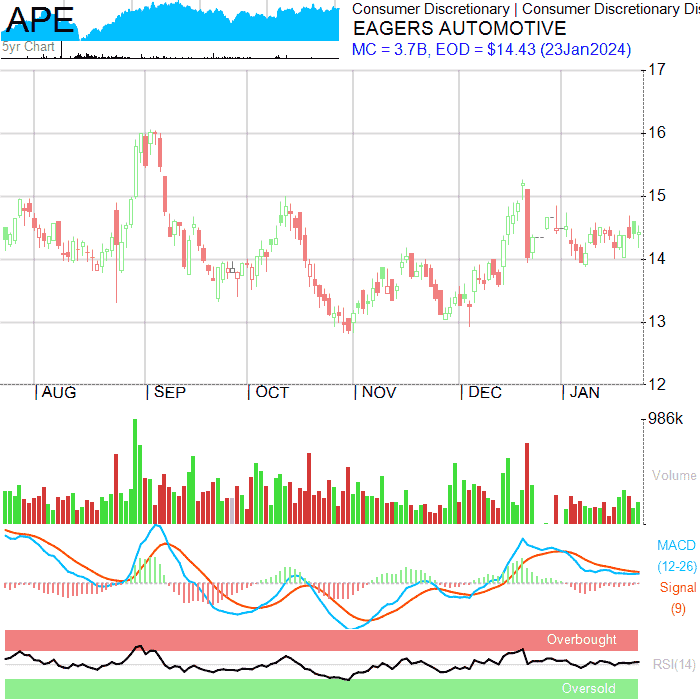 APE
5yr Chart
Consumer Discretionary | Consumer Discretionary Dis
EAGERS AUTOMOTIVE
MC = 3.7B, EOD = $14.43 (23Jan2024)
17
16
15
14
13
12
AUG SEP OCT NOV DEC JAN
986k
Volume
MACD
(12-26)
Signal
(9)
Overbought
RSI(14)
Oversold